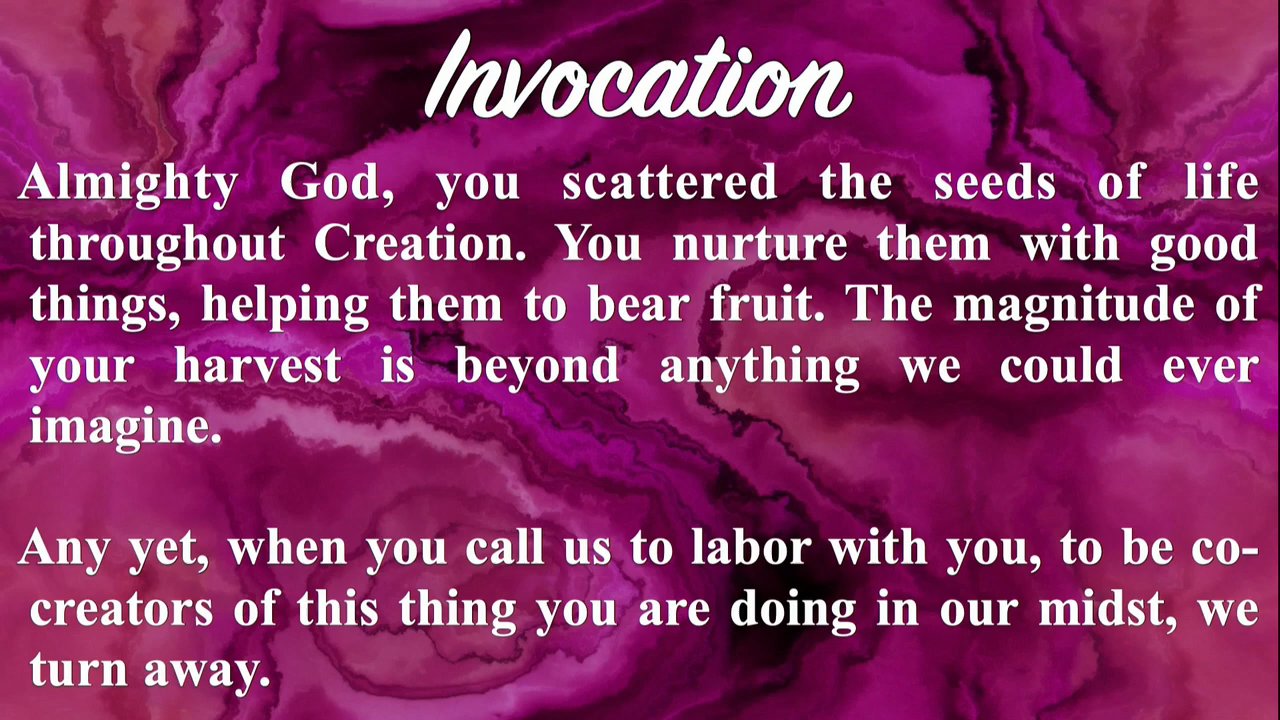 Invocation
Almighty God, you scattered the seeds of life
throughout Creation. You nurture them with good
things, helping them to bear fruit. The magnitude of
your harvest is beyond anything we could ever
imagine.
Any yet, when you call us to labor with you, to be co-
creators of this thing you are doing in our midst, we
turn away.